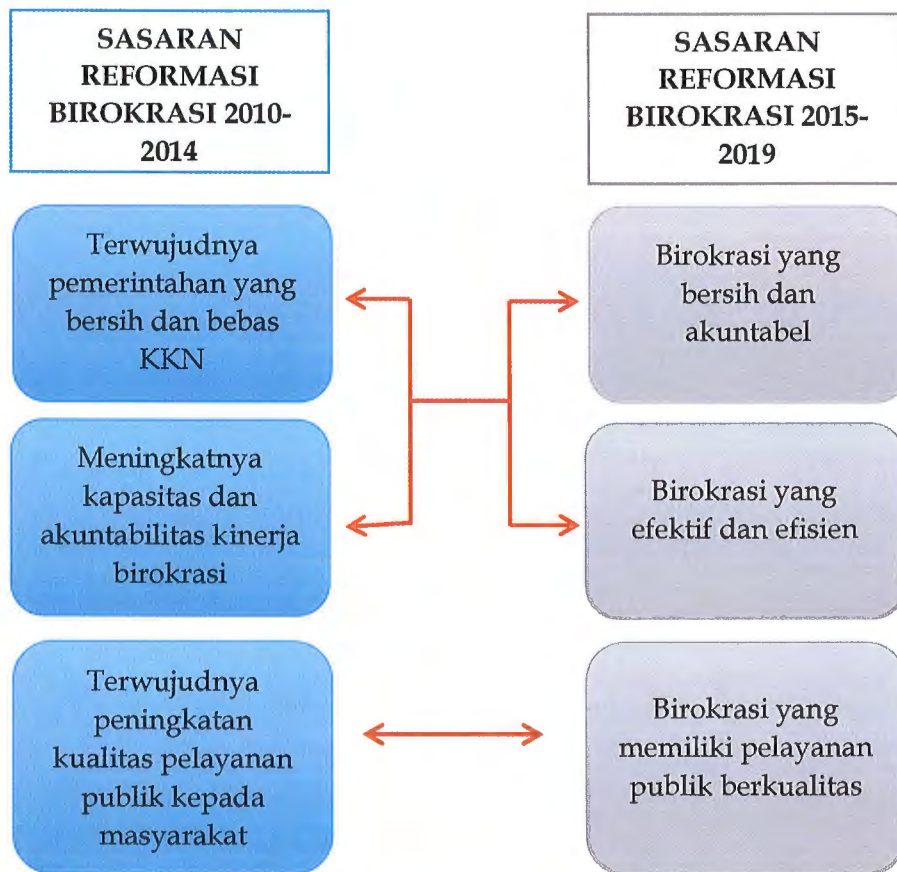 SASARAN
REFORMASI
BIROKRASI 2010-
2014
SASARAN
REFORMASI
BIROKRASI 2015-
2019
Terwujudnya
pemerintahan yang
bersih dan bebas
KKN
Birokrasi yang
bersih dan
akuntabel
Meningkatnya
kapasitas dan
akuntabilitas kinerja
birokrasi
Birokrasi yang
efektif dan efisien
Terwujudnya
peningkatan
kualitas pelayanan
publik kepada
masyarakat
Birokrasi yang
memiliki pelayanan
publik berkualitas